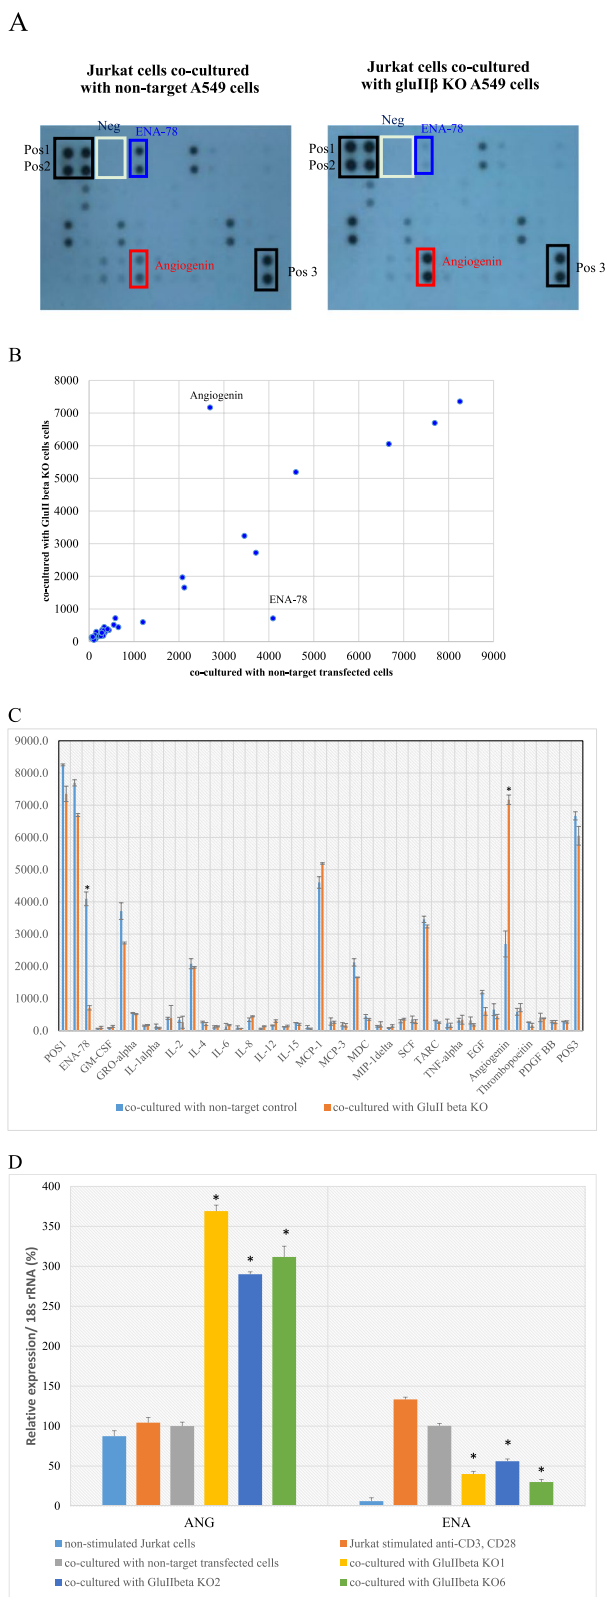 A
Jurkat cells co-cultured
with non-target A549 cells
Jurkat cells co-cultured
with gluIIβ KO A549 cells
Neg
ENA-78
Pos1
Pos2
Angiogenin
Pos 3
Neg
ENA-78
Pos1
Pos2
Angiogenin
Pos 3
B
co-cultured with GluII beta KO cells cells
8000
7000
6000
5000
4000
3000
2000
1000
0
Angiogenin
ENA-78
0 1000 2000 3000 4000 5000 6000 7000 8000 9000
co-cultured with non-target transfected cells
C
9000.0
8000.0
7000.0
6000.0
5000.0
4000.0
3000.0
2000.0
1000.0
0.0
*
*
POS1
ENA-78
GM-CSF
GRO-alpha
IL-1alpha
IL-2
IL-4
IL-6
IL-8
IL-12
IL-15
MCP-1
MCP-3
MDC
MIP-1delta
SCF
TARC
TNF-alpha
EGF
Angiogenin
Thrombopoeitin
PDGF BB
POS3
co-cultured with non-target control
co-cultured with GluII beta KO
D
Relative expression/ 18s rRNA (%)
400
350
300
250
200
150
100
50
0
* * *
* * *
ANG ENA
non-stimulated Jurkat cells
Jurkat stimulated anti-CD3, CD28
co-cultured with non-target transfected cells
co-cultured with GluIIbeta KO1
co-cultured with GluIIbeta KO2
co-cultured with GluIIbeta KO6